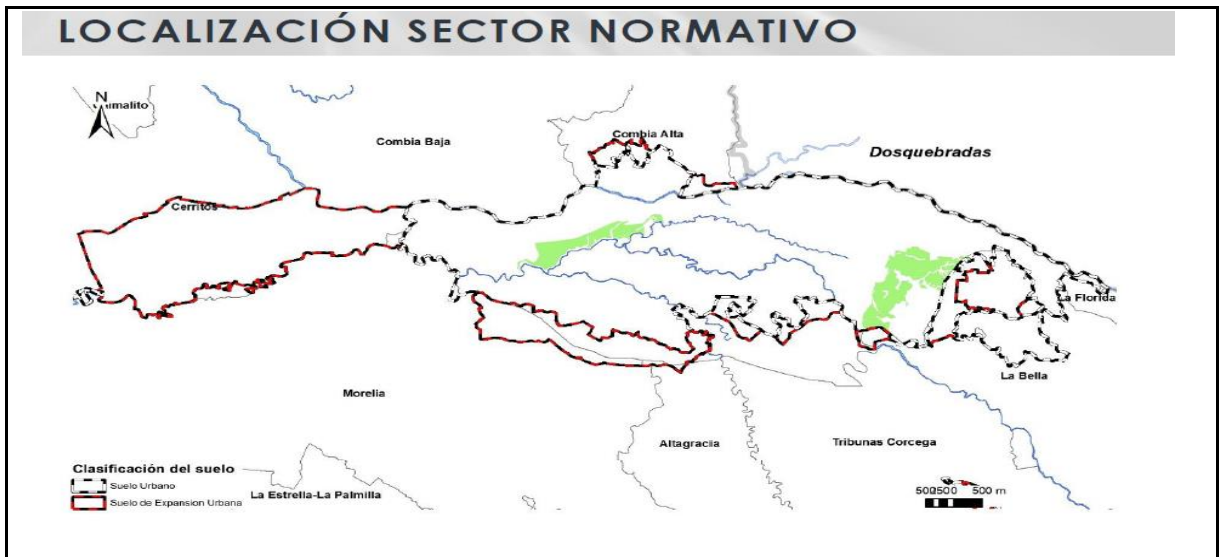 LOCALIZACIÓN SECTOR NORMATIVO
N
Combia Baja
Combia Alta
Dosquebradas
Cerritos
La Florida
La Bella
Morelia
Altagraciia
Tribunas Corcega
Clasificación del suelo
Suelo Urbano
Suelo de Expansion Urbana
La Estrella-La Palmilla
500 m